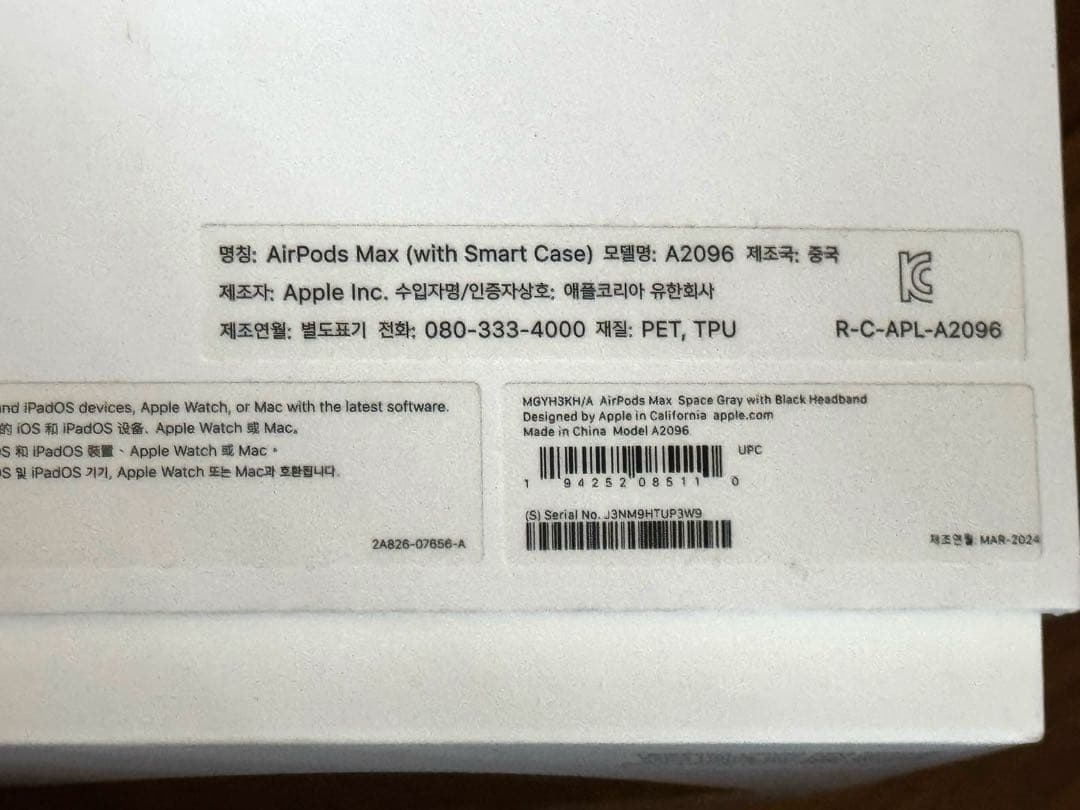 명칭: AirPods Max (with Smart Case) 모델명: A2096 제조국: 중국
제조자: Apple Inc. 수입자명/인증자상호: 애플코리아 유한회사
제조연월: 별도표기 전화: 080-333-4000 재질: PET, TPU
R-C-APL-A2096
and iPadOS devices, Apple Watch, or Mac with the latest software.
的 iOS 和 iPadOS 设备、Apple Watch 或 Mac。
S 和 iPadOS 裝置、Apple Watch 或 Mac。
OS 및 iPadOS 기기, Apple Watch 또는 Mac과 호환됩니다.
2A826-07656-A
MGYH3KH/A AirPods Max Space Gray with Black Headband
Designed by Apple in California apple.com
Made in China Model A2096
UPC
1 94252 08511 0
(S) Serial No. J3NM9HTUP3W9
제조연월: MAR-2024